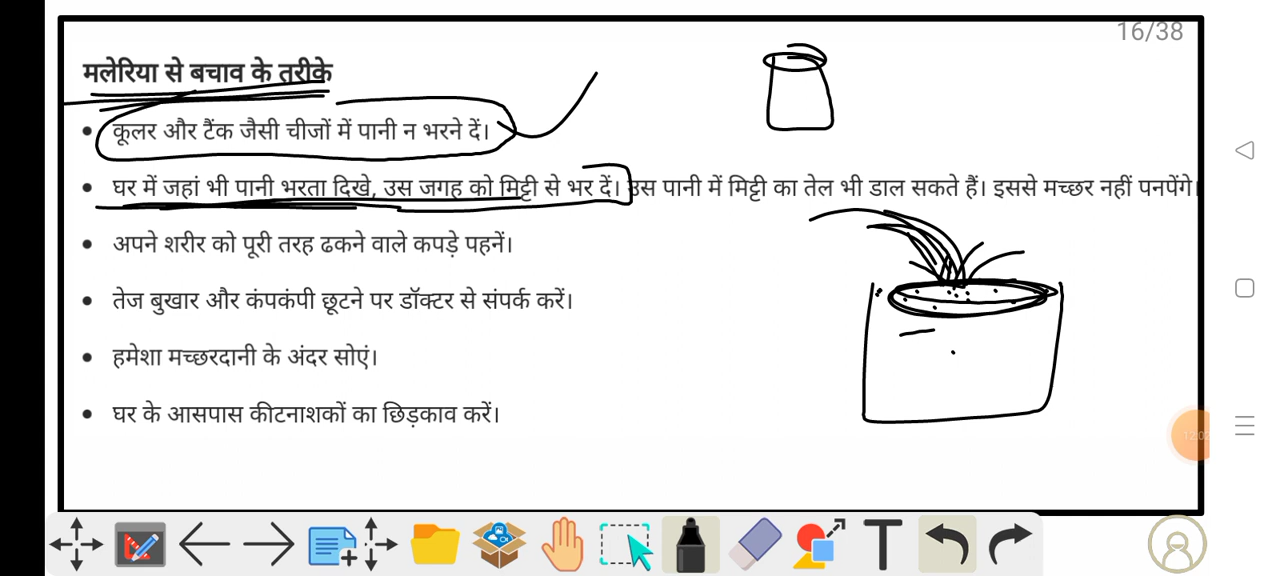 16/38
मलेरिया से बचाव के तरीके
• कूलर और टैंक जैसी चीजों में पानी न भरने दें।
• घर में जहां भी पानी भरता दिखे, उस जगह को मिट्टी से भर दें। उस पानी में मिट्टी का तेल भी डाल सकते हैं। इससे मच्छर नहीं पनपेंगे।
• अपने शरीर को पूरी तरह ढकने वाले कपड़े पहनें।
• तेज बुखार और कंपकंपी छूटने पर डॉक्टर से संपर्क करें।
• हमेशा मच्छरदानी के अंदर सोएं।
• घर के आसपास कीटनाशकों का छिड़काव करें।
T